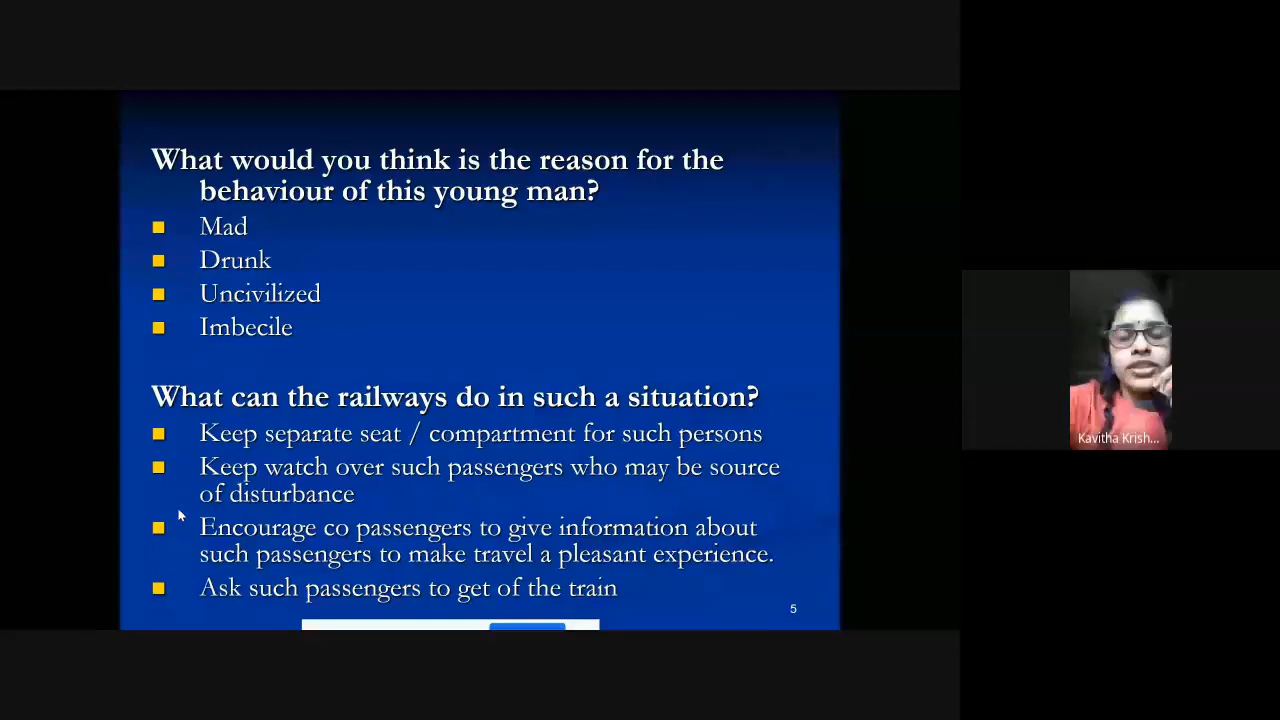 What would you think is the reason for the
behaviour of this young man?
Mad
Drunk
Uncivilized
Imbecile
What can the railways do in such a situation?
Keep separate seat / compartment for such persons
Keep watch over such passengers who may be source
of disturbance
Encourage co passengers to give information about
such passengers to make travel a pleasant experience.
Ask such passengers to get of the train
5
Kavitha Krish...